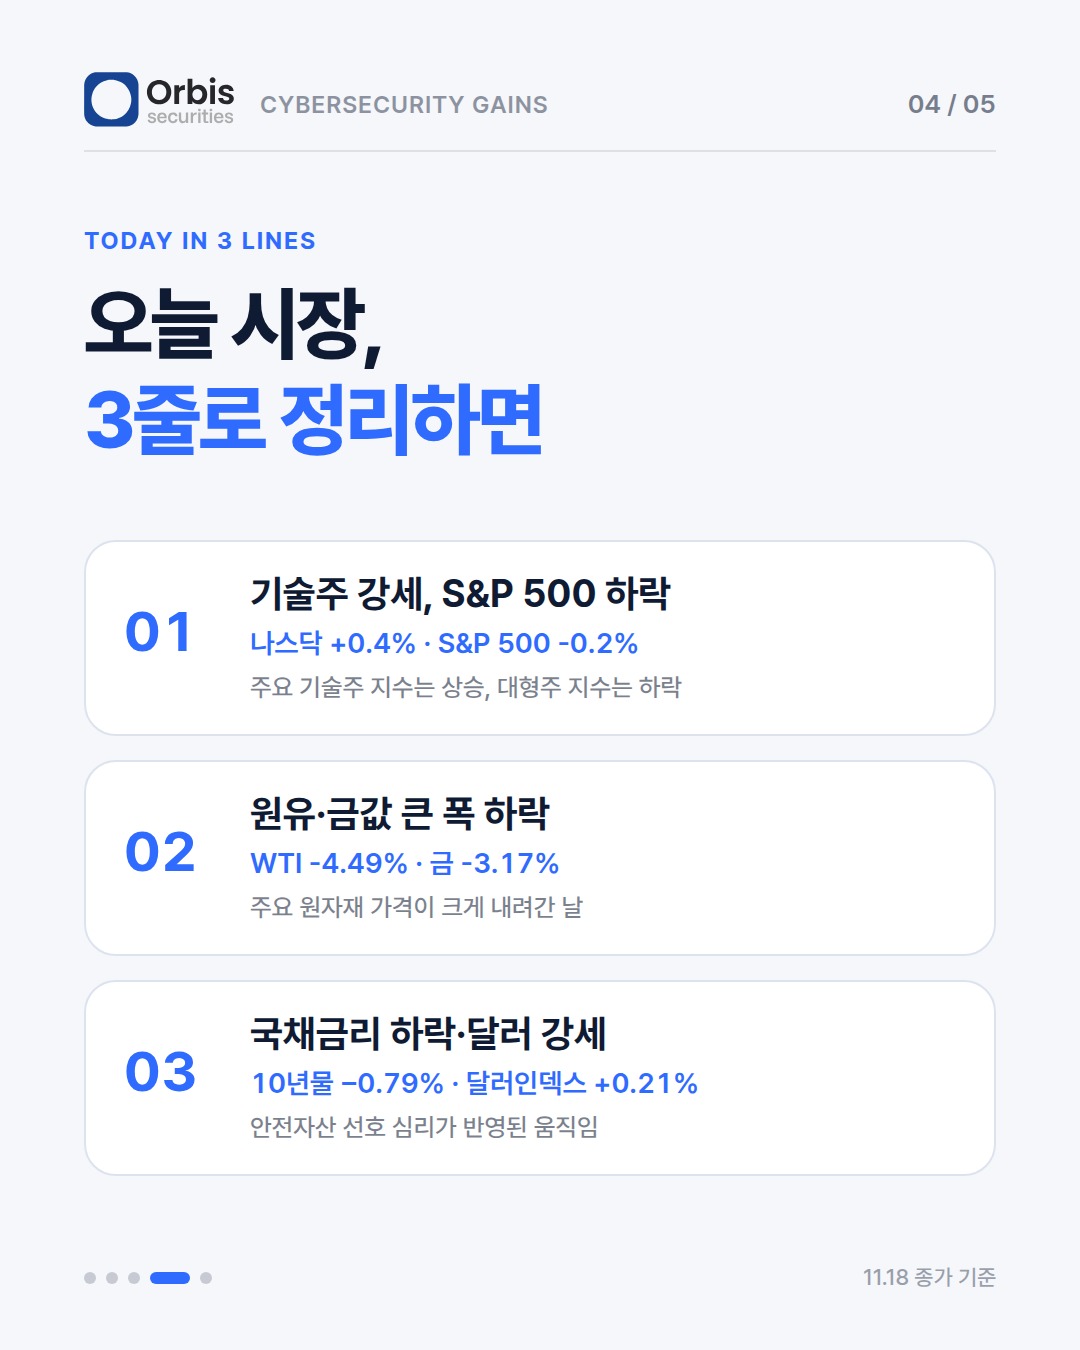 Orbis
securities
CYBERSECURITY GAINS
04 / 05
TODAY IN 3 LINES
오늘 시장,
3줄로 정리하면
01
기술주 강세, S&P 500 하락
나스닥 +0.4% · S&P 500 -0.2%
주요 기술주 지수는 상승, 대형주 지수는 하락
02
원유·금값 큰 폭 하락
WTI -4.49% · 금 -3.17%
주요 원자재 가격이 크게 내려간 날
03
국채금리 하락·달러 강세
10년물 –0.79% · 달러인덱스 +0.21%
안전자산 선호 심리가 반영된 움직임
11.18 종가 기준